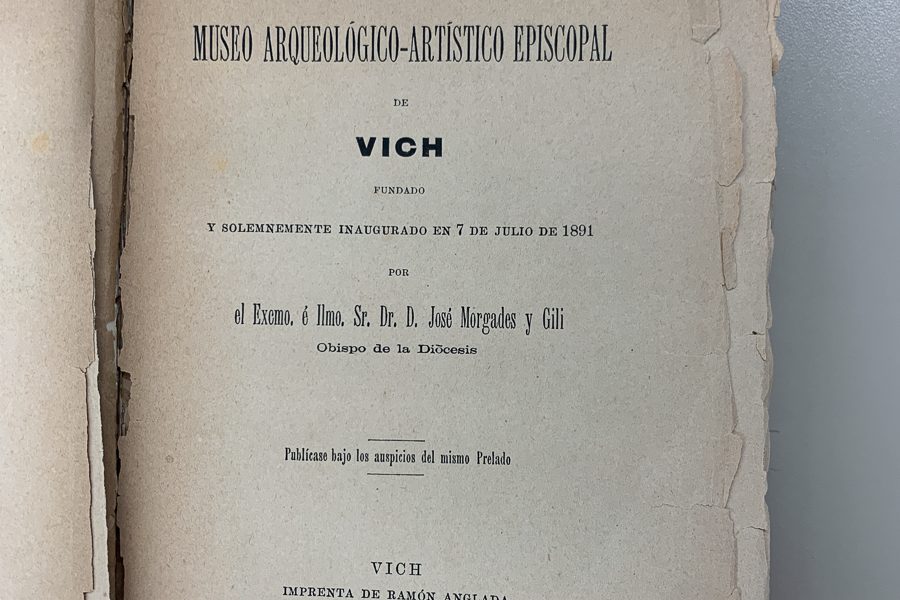 MUSEO ARQUEOLÓGICO-ARTÍSTICO EPISCOPAL
DE
VICH
FUNDADO
Y SOLEMNEMENTE INAUGURADO EN 7 DE JULIO DE 1891
POR
el Excmo. é Ilmo. Sr. Dr. D. José Morgades y Gili
Obispo de la Diócesis
Publícase bajo los auspicios del mismo Prelado
VICH
IMPRENTA DE RAMÓN ANGLADA